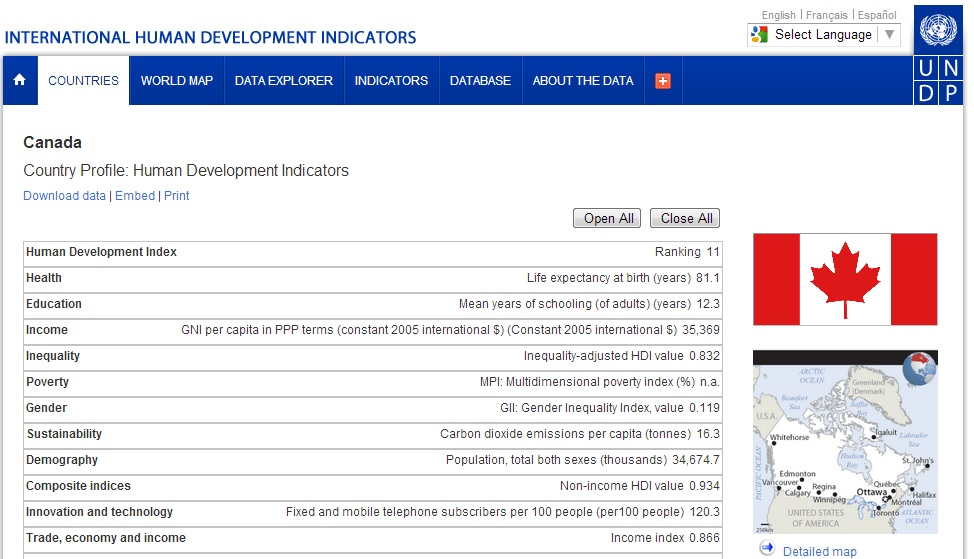 English | Français | Español
Select Language
INTERNATIONAL HUMAN DEVELOPMENT INDICATORS
COUNTRIES WORLD MAP DATA EXPLORER INDICATORS DATABASE ABOUT THE DATA
U N
D P
Canada
Country Profile: Human Development Indicators
Download data | Embed | Print
Open All Close All
Human Development Index Ranking 11
Health Life expectancy at birth (years) 81.1
Education Mean years of schooling (of adults) (years) 12.3
Income GNI per capita in PPP terms (constant 2005 international $) (Constant 2005 international $) 35,369
Inequality Inequality-adjusted HDI value 0.832
Poverty MPI: Multidimensional poverty index (%) n.a.
Gender GII: Gender Inequality Index, value 0.119
Sustainability Carbon dioxide emissions per capita (tonnes) 16.3
Demography Population, total both sexes (thousands) 34,674.7
Composite indices Non-income HDI value 0.934
Innovation and technology Fixed and mobile telephone subscribers per 100 people (per100 people) 120.3
Trade, economy and income Income index 0.866
ARCTIC
OCEAN
Greenland
(Denmark)
Beaufort
Sea
Baffin
Bay
U.S.A.
Iqaluit
Whitehorse
Labrador
Sea
Hudson
Bay
St. John's
PACIFIC OCEAN
Edmonton
Vancouver
Calgary
Regina
Winnipeg
Québec
Ottawa
Montréal
Halifax
Toronto
UNITED STATES
OF AMERICA
ATLANTIC
OCEAN
250km
Detailed map